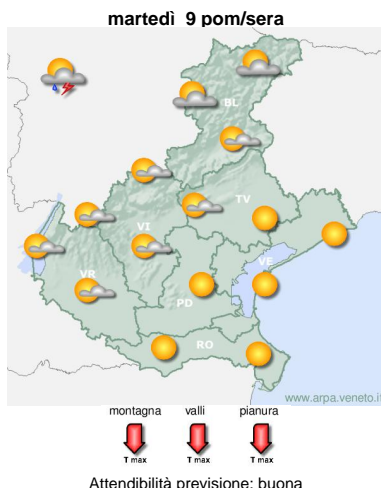 martedì 9 pom/sera
BL
TV
VI
VE
VR
PD
RO
www.arpa.veneto.it
montagna valli pianura
T max T max T max
Attendibilità previsione: buona